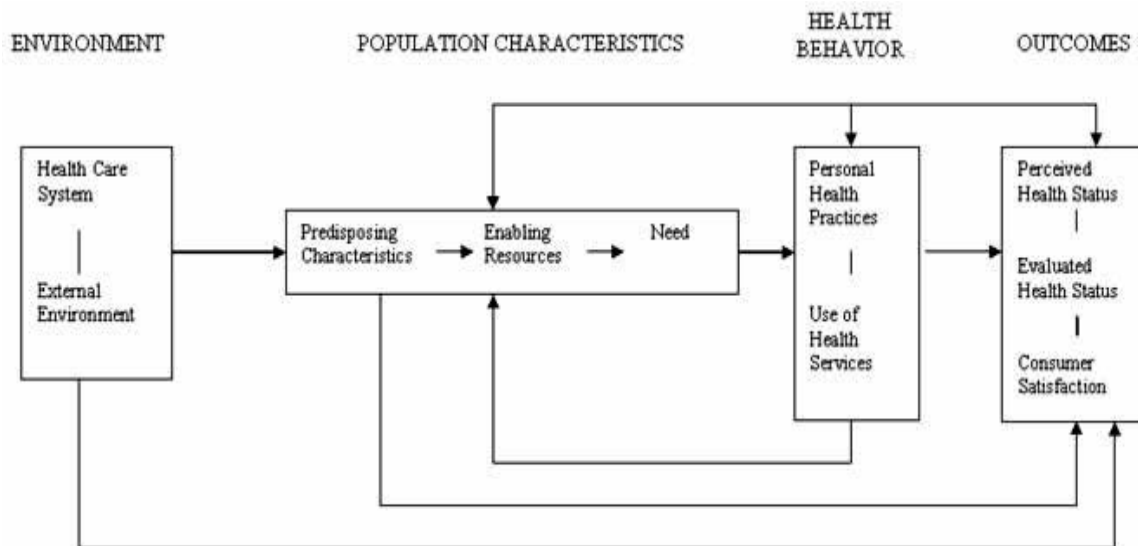 ENVIRONMENT
POPULATION CHARACTERISTICS
HEALTH
BEHAVIOR
OUTCOMES
Health Care
System
External
Environment
Predisposing
Characteristics
Enabling
Resources
Need
Personal
Health
Practices
Use of
Health
Services
Perceived
Health Status
Evaluated
Health Status
Consumer
Satisfaction